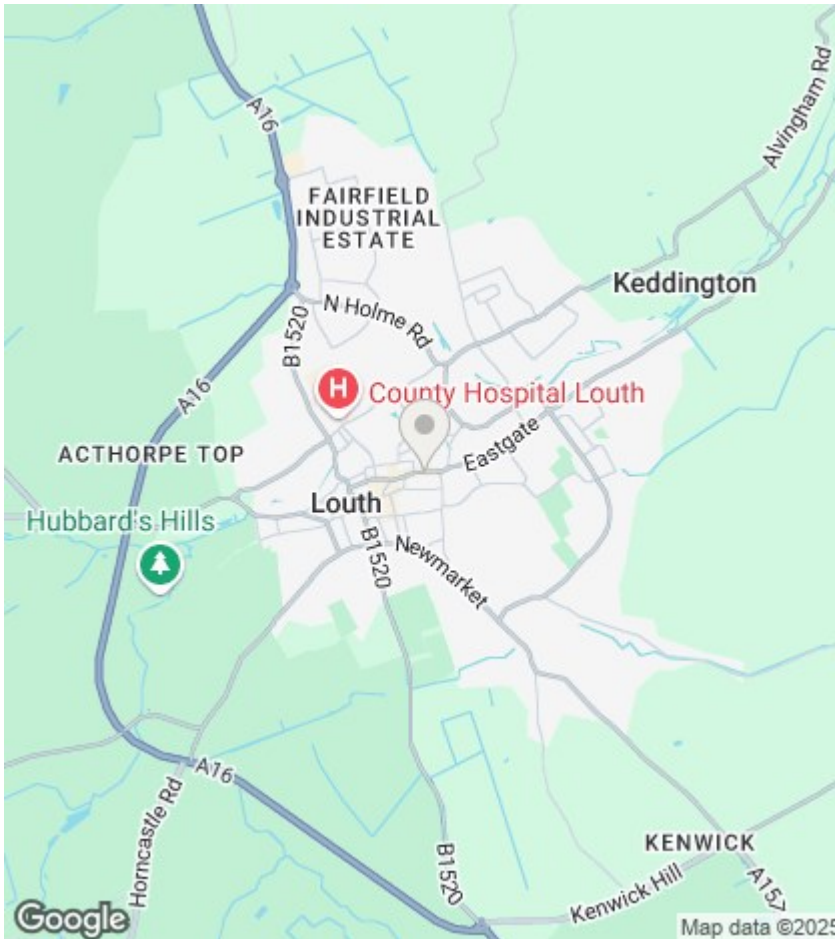 A16
FAIRFIELD
INDUSTRIAL
ESTATE
Alvingham Rd
Keddington
N Holme Rd
B1520
A16
H
County Hospital Louth
ACTHORPE TOP
Eastgate
Louth
Hubbard's Hills
B1520
Newmarket
A16
Horncastle Rd
B1520
KENWICK
Kenwick Hill
A157
Google
Map data ©2025